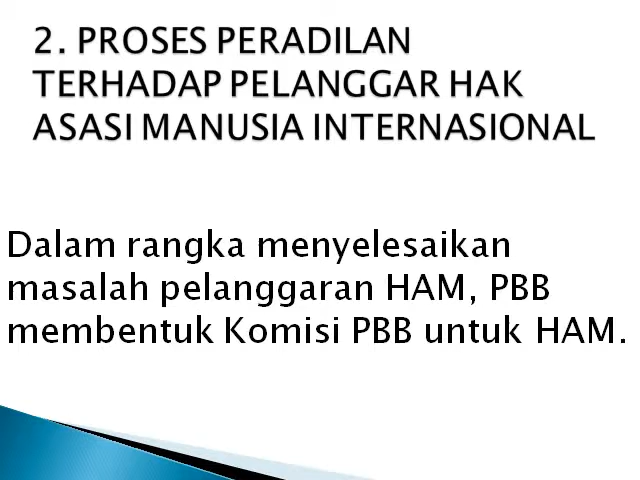 2. PROSES PERADILAN
TERHADAP PELANGGAR HAK
ASASI MANUSIA INTERNASIONAL
Dalam rangka menyelesaikan
masalah pelanggaran HAM, PBB
membentuk Komisi PBB untuk HAM.